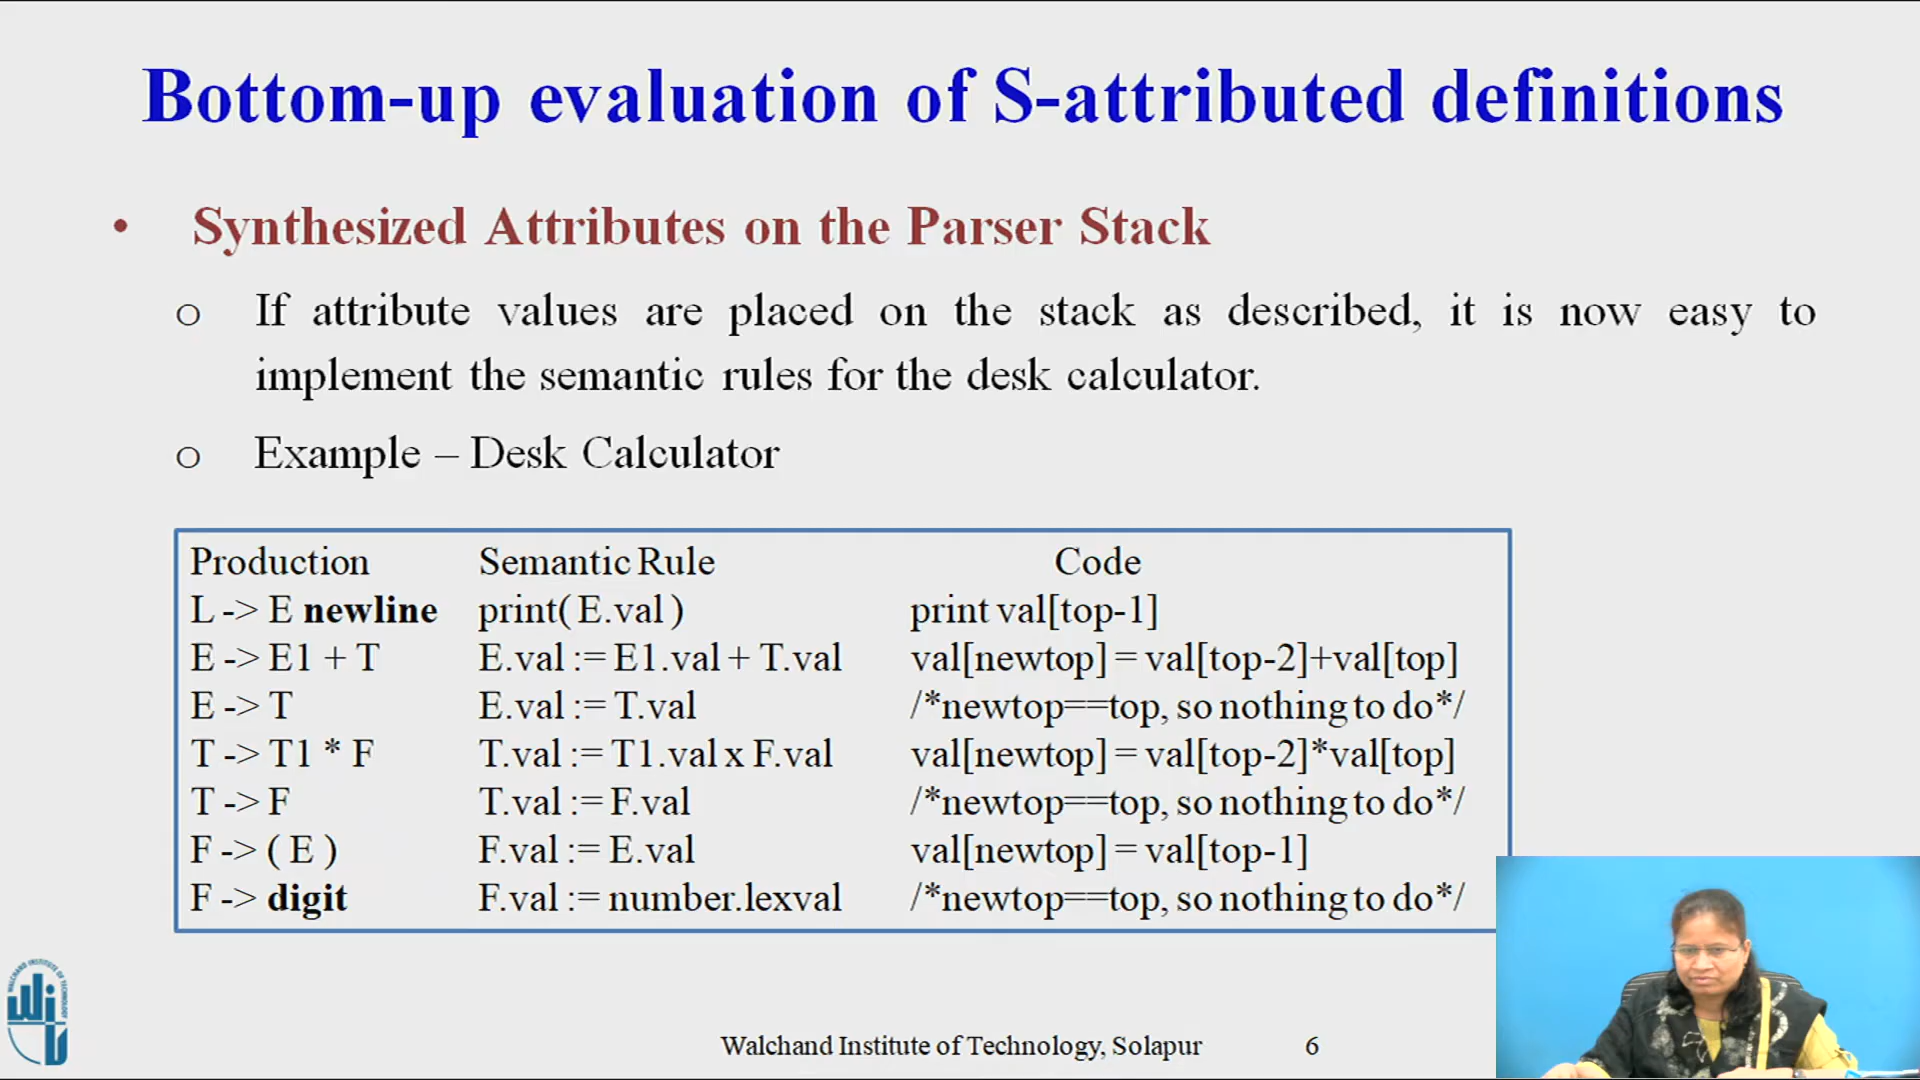 Bottom-up evaluation of S-attributed definitions
• Synthesized Attributes on the Parser Stack
o If attribute values are placed on the stack as described, it is now easy to
implement the semantic rules for the desk calculator.
o Example – Desk Calculator
Production Semantic Rule Code
L -> E newline print( E.val ) print val[top-1]
E -> E1 + T E.val := E1.val + T.val val[newtop] = val[top-2]+val[top]
E -> T E.val := T.val /*newtop==top, so nothing to do*/
T -> T1 * F T.val := T1.val x F.val val[newtop] = val[top-2]*val[top]
T -> F T.val := F.val /*newtop==top, so nothing to do*/
F -> ( E ) F.val := E.val val[newtop] = val[top-1]
F -> digit F.val := number.lexval /*newtop==top, so nothing to do*/
WALCHAND INSTITUTE OF TECHNOLOGY
Walchand Institute of Technology, Solapur 6